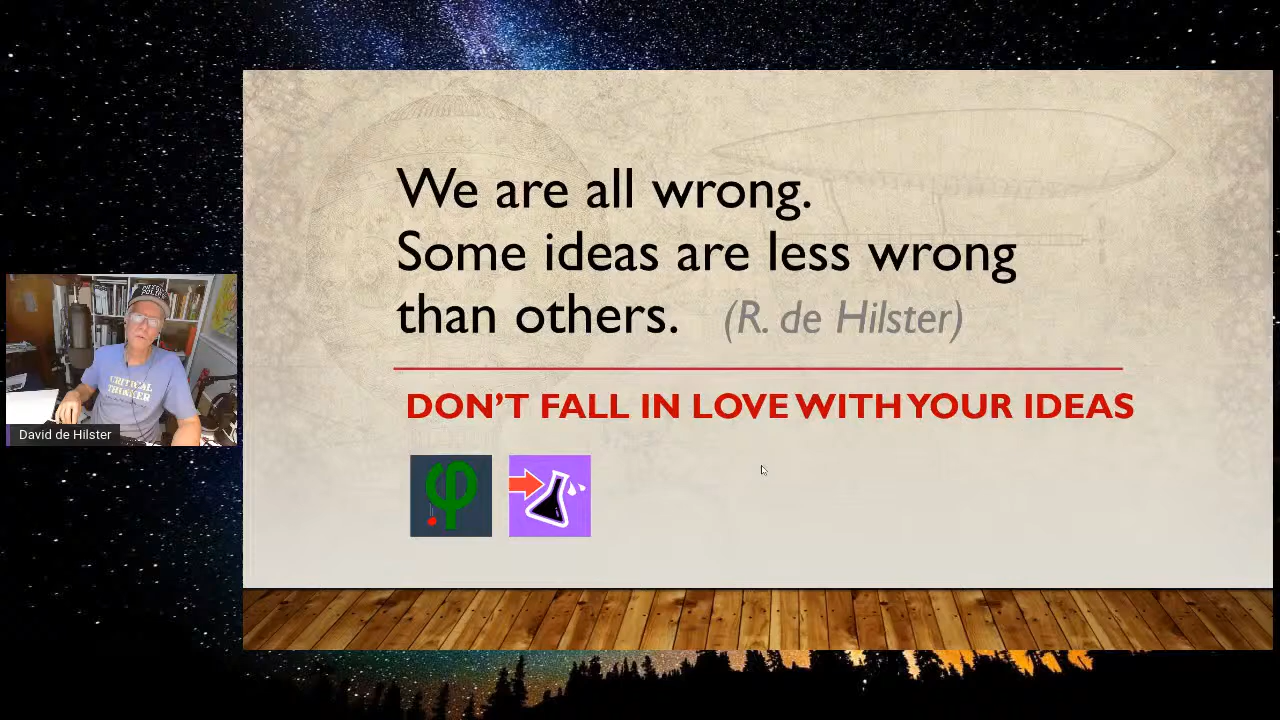 We are all wrong.
Some ideas are less wrong
than others. (R. de Hilster)
DON'T FALL IN LOVE WITH YOUR IDEAS
CRITICAL
THINKER
David de Hilster
φ